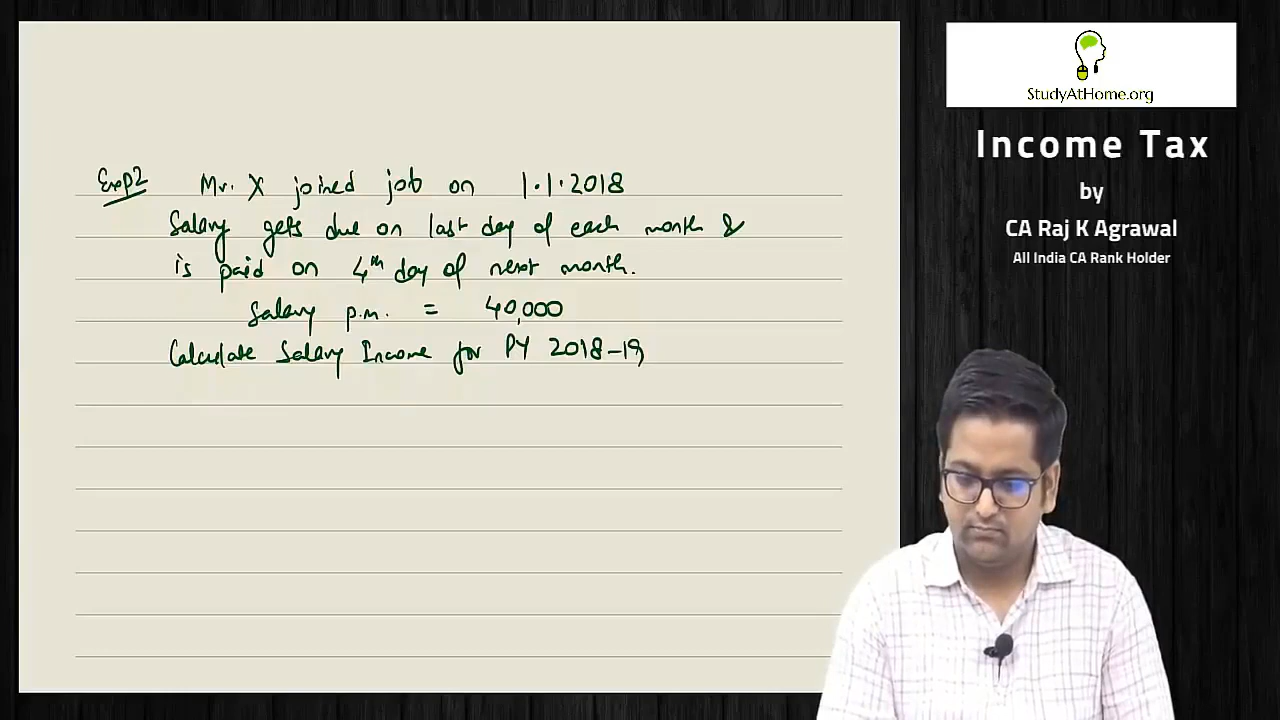 Exp2 Mr. X joined job on 1.1.2018
Salary gets due on last day of each month &
is paid on 4th day of next month.
Salary p.m. = 40,000
Calculate Salary Income for PY 2018-19
StudyAtHome.org
Income Tax
by
CA Raj K Agrawal
All India CA Rank Holder